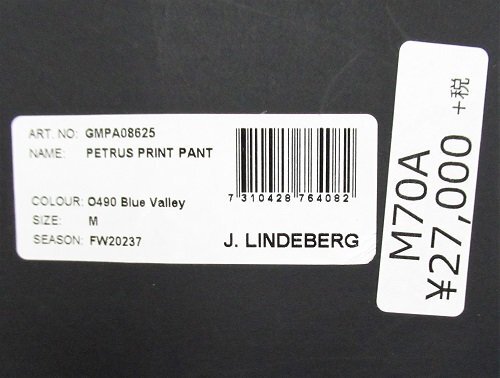 ART. NO: GMPA08625
NAME: PETRUS PRINT PANT
COLOUR: O490 Blue Valley
SIZE: M
SEASON: FW20237
7 310428 764082
J. LINDEBERG
M70A
¥27,000 +税